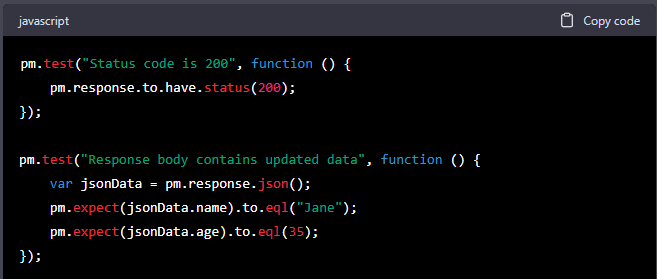 javascript
Copy code
pm.test("Status code is 200", function () {
    pm.response.to.have.status(200);
});

pm.test("Response body contains updated data", function () {
    var jsonData = pm.response.json();
    pm.expect(jsonData.name).to.eql("Jane");
    pm.expect(jsonData.age).to.eql(35);
});